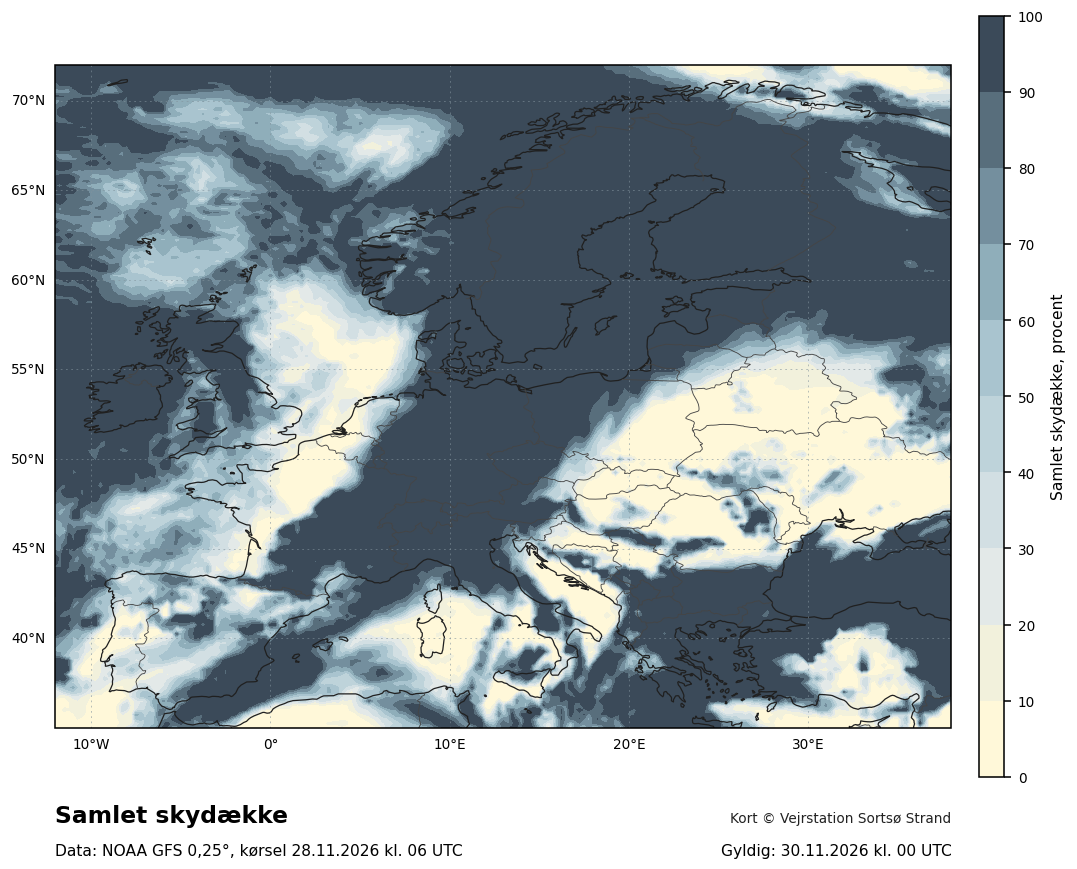 100
90
80
70
60
50
40
30
20
10
0
Samlet skydække, procent
70°N
65°N
60°N
55°N
50°N
45°N
40°N
10°W
0°
10°E
20°E
30°E
Samlet skydække
Kort © Vejrstation Sortsø Strand
Data: NOAA GFS 0,25°, kørsel 28.11.2026 kl. 06 UTC
Gyldig: 30.11.2026 kl. 00 UTC